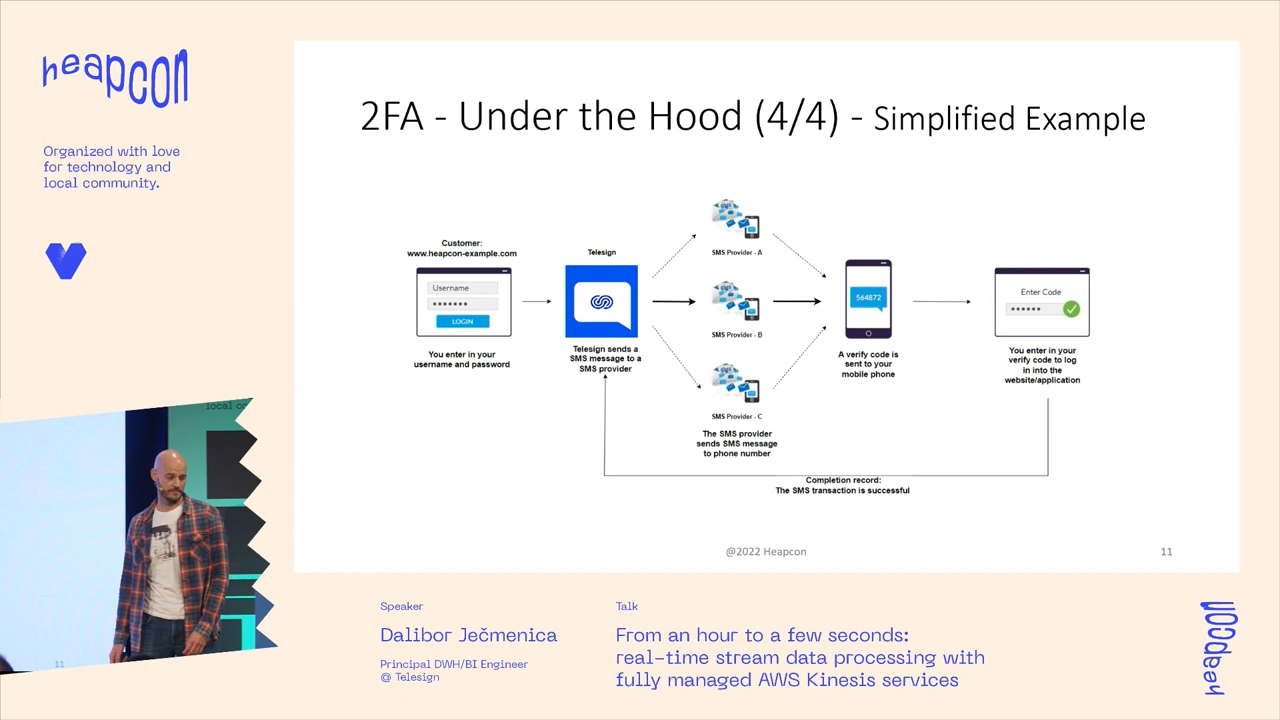 heapcon
Organized with love
for technology and
local community.
2FA - Under the Hood (4/4) - Simplified Example
Customer:
www.heapcon-example.com
Username
LOGIN
You enter in your
username and password
Telesign
Telesign sends a
SMS message to a
SMS provider
SMS Provider - A
SMS Provider - B
SMS Provider - C
The SMS provider
sends SMS message
to phone number
564872
A verify code is
sent to your
mobile phone
Enter Code
You enter in your
verify code to log
in into the
website/application
Completion record:
The SMS transaction is successful
@2022 Heapcon
11
local co
11
Speaker
Dalibor Ječmenica
Principal DWH/BI Engineer
@ Telesign
Talk
From an hour to a few seconds:
real-time stream data processing with
fully managed AWS Kinesis services
heapcon